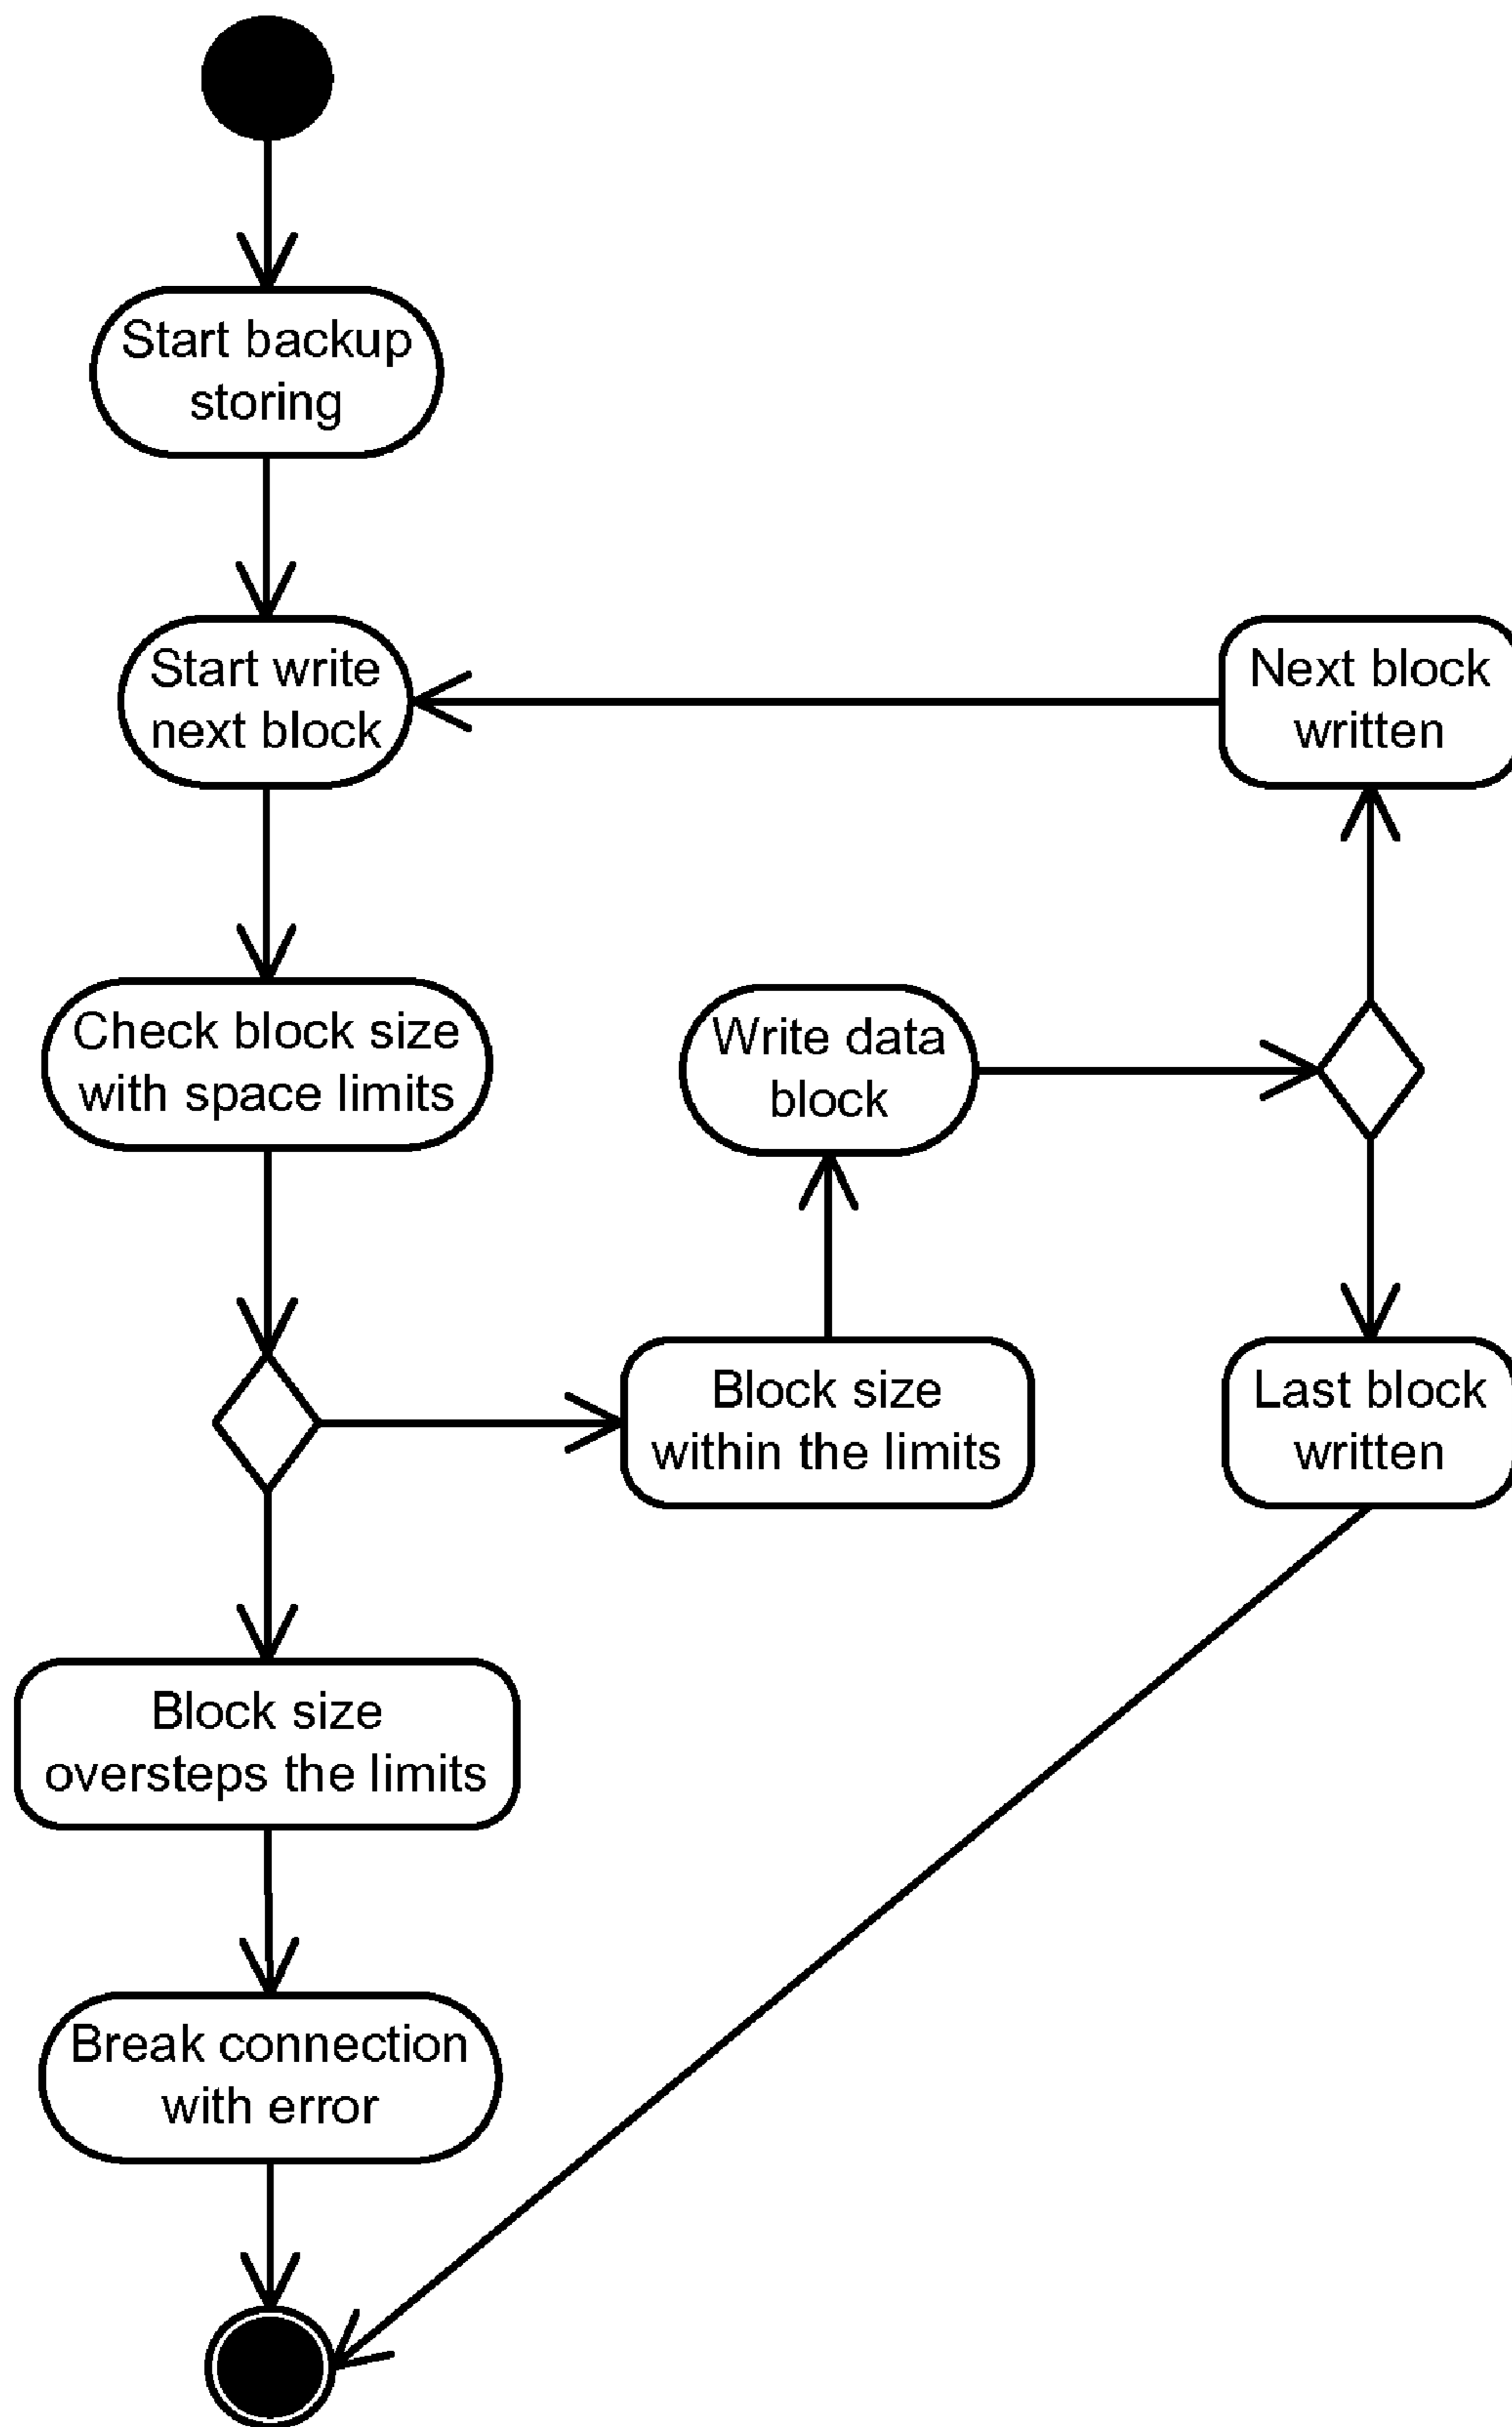 Start backup
storing
Start write
next block
Next block
written
Check block size
with space limits
Write data
block
Block size
within the limits
Last block
written
Block size
oversteps the limits
Break connection
with error